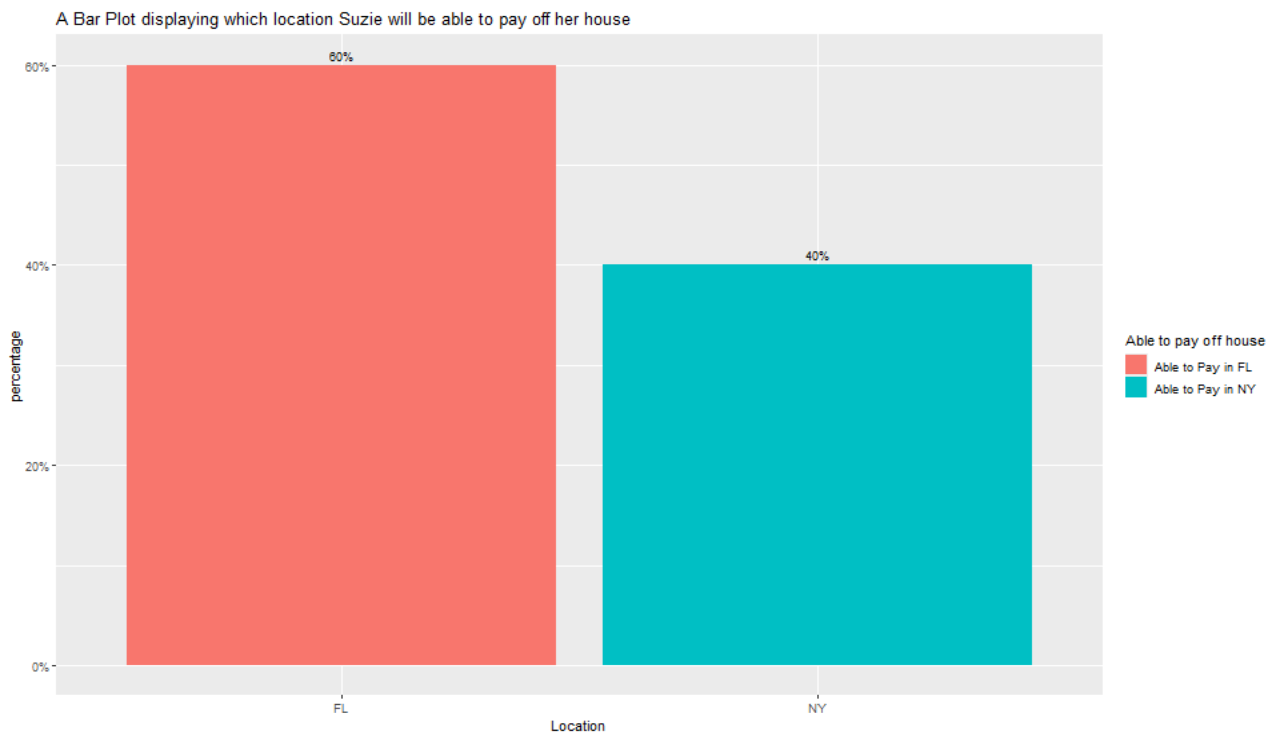 A Bar Plot displaying which location Suzie will be able to pay off her house
60%
60%
40%
40%
20%
0%
percentage
FL
NY
Location
Able to pay off house
Able to Pay in FL
Able to Pay in NY